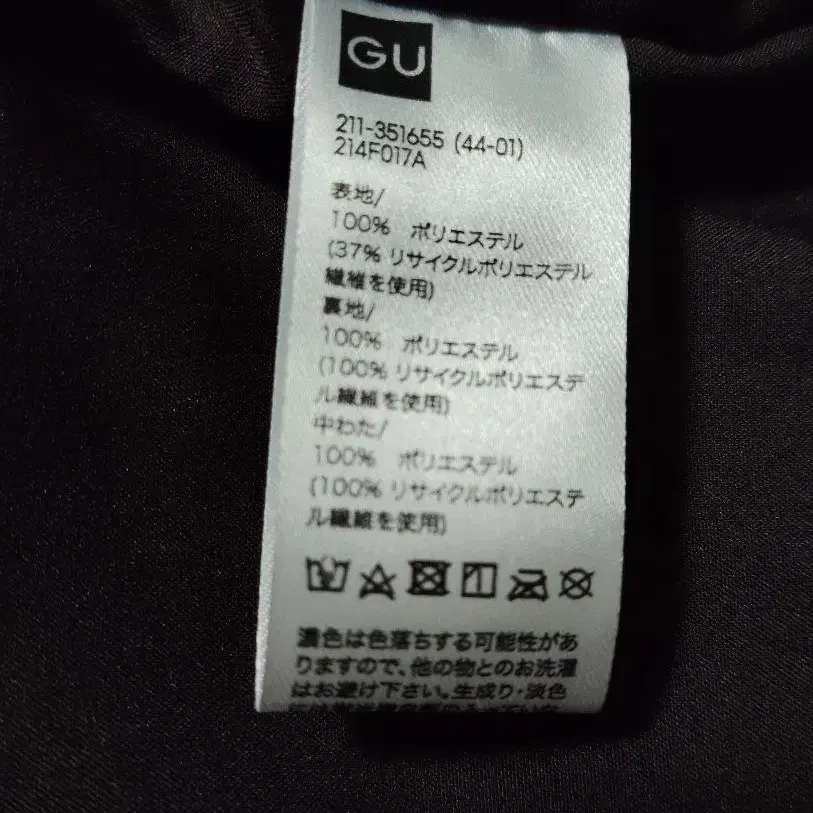 GU
211-351655 (44-01)
214F017A
表地/
100% ポリエステル
(37% リサイクルポリエステル
繊維を使用)
裏地/
100% ポリエステル
(100% リサイクルポリエステ
ル繊維を使用)
中わた/
100% ポリエステル
(100% リサイクルポリエステ
ル繊維を使用)
濃色は色落ちする可能性があ
りますので、他の物とのお洗濯
はお避け下さい。生成り・淡色